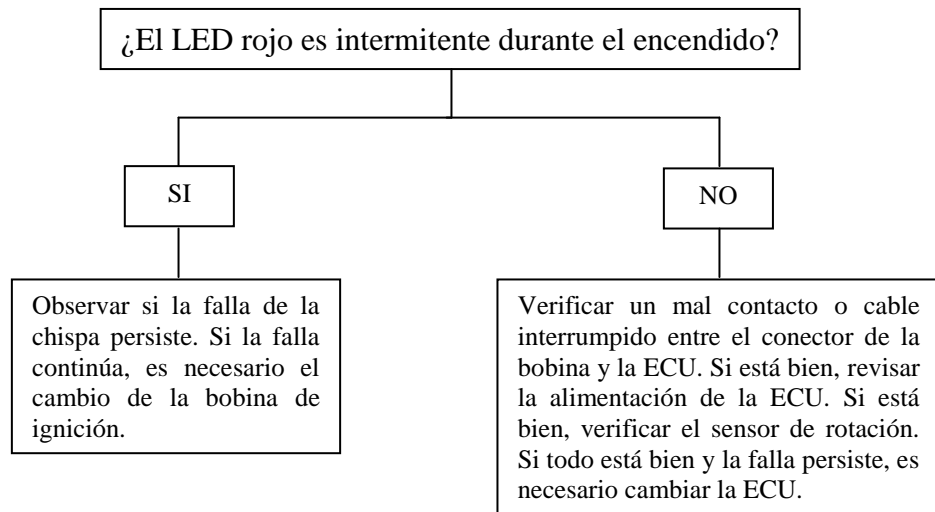 ¿El LED rojo es intermitente durante el encendido?
SI
NO
Observar si la falla de la
chispa persiste. Si la falla
continúa, es necesario el
cambio de la bobina de
ignición.
Verificar un mal contacto o cable
interrumpido entre el conector de la
bobina y la ECU. Si está bien, revisar
la alimentación de la ECU. Si está
bien, verificar el sensor de rotación.
Si todo está bien y la falla persiste, es
necesario cambiar la ECU.